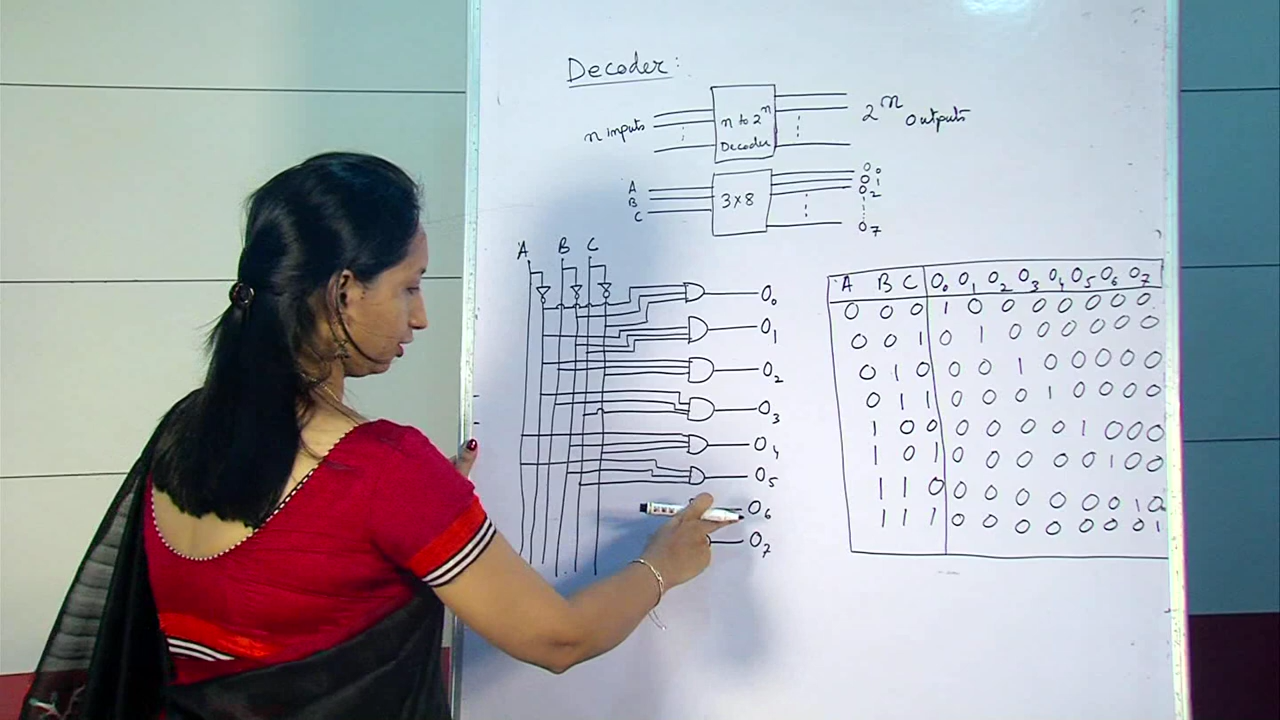 Decoder:
n inputs
n to 2^n
Decoder
2^n outputs
A
B
C
3x8
O0
O1
O2
O7
A B C
O0
O1
O2
O3
O4
O5
O6
O7
A B C O0 O1 O2 O3 O4 O5 O6 O7
0 0 0 1 0 0 0 0 0 0 0
0 0 1 0 1 0 0 0 0 0 0
0 1 0 0 0 1 0 0 0 0 0
0 1 1 0 0 0 1 0 0 0 0
1 0 0 0 0 0 0 1 0 0 0
1 0 1 0 0 0 0 0 1 0 0
1 1 0 0 0 0 0 0 0 1 0
1 1 1 0 0 0 0 0 0 0 1